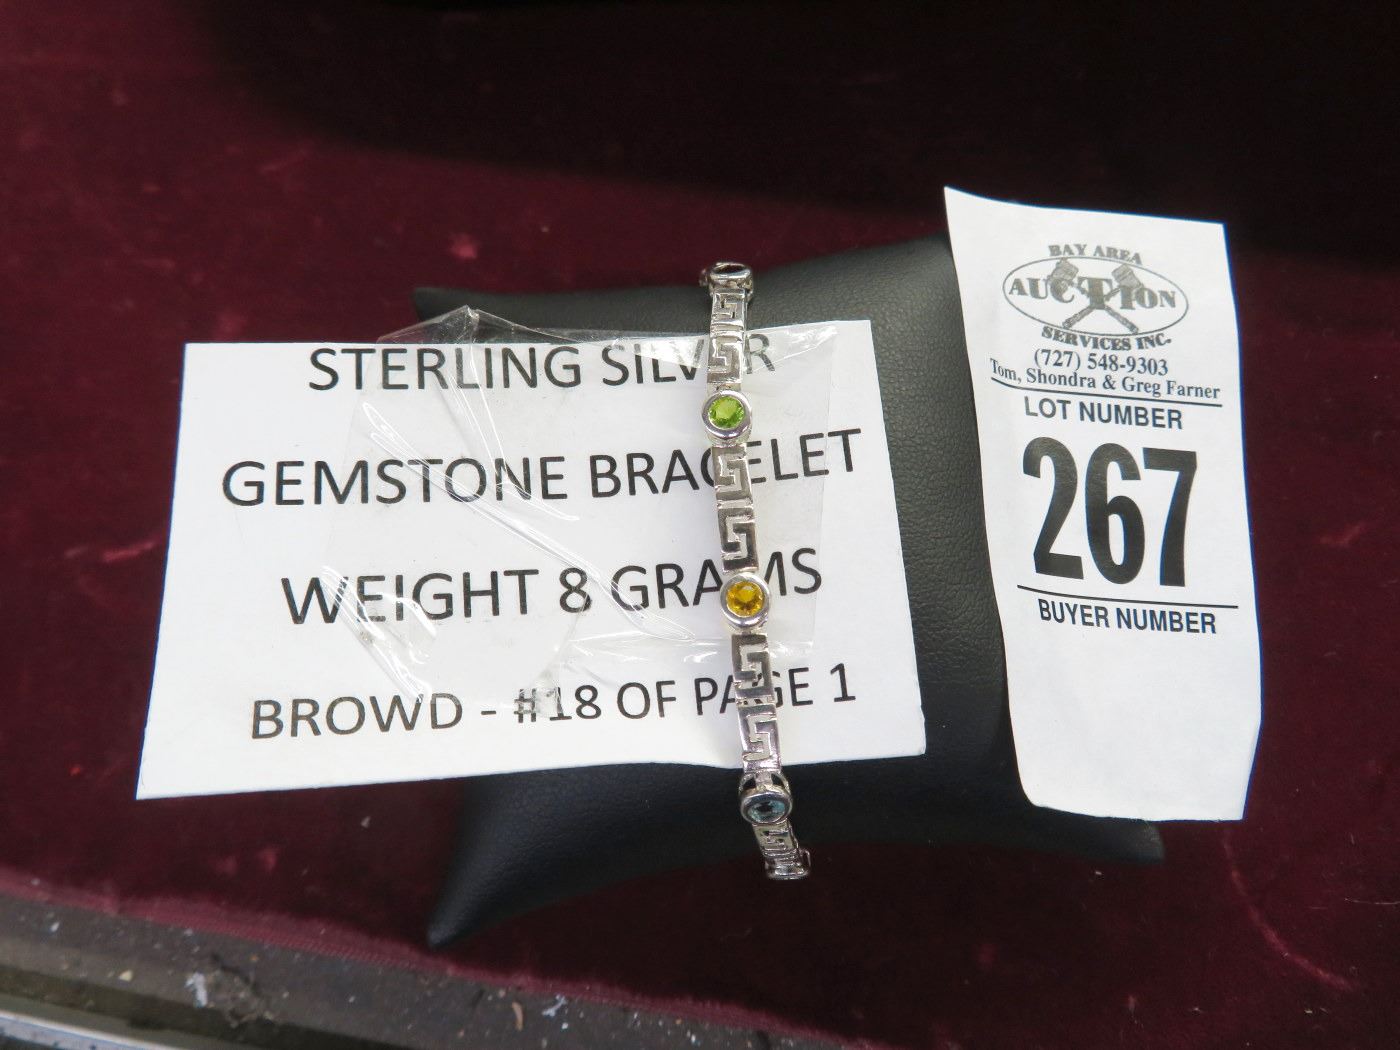 STERLING SILVER
GEMSTONE BRACELET
WEIGHT 8 GRAMS
BROWD - #18 OF PAGE 1
BAY AREA
AUCTION
SERVICES INC.
(727) 548-9303
Tom, Shondra & Greg Farner
LOT NUMBER
267
BUYER NUMBER